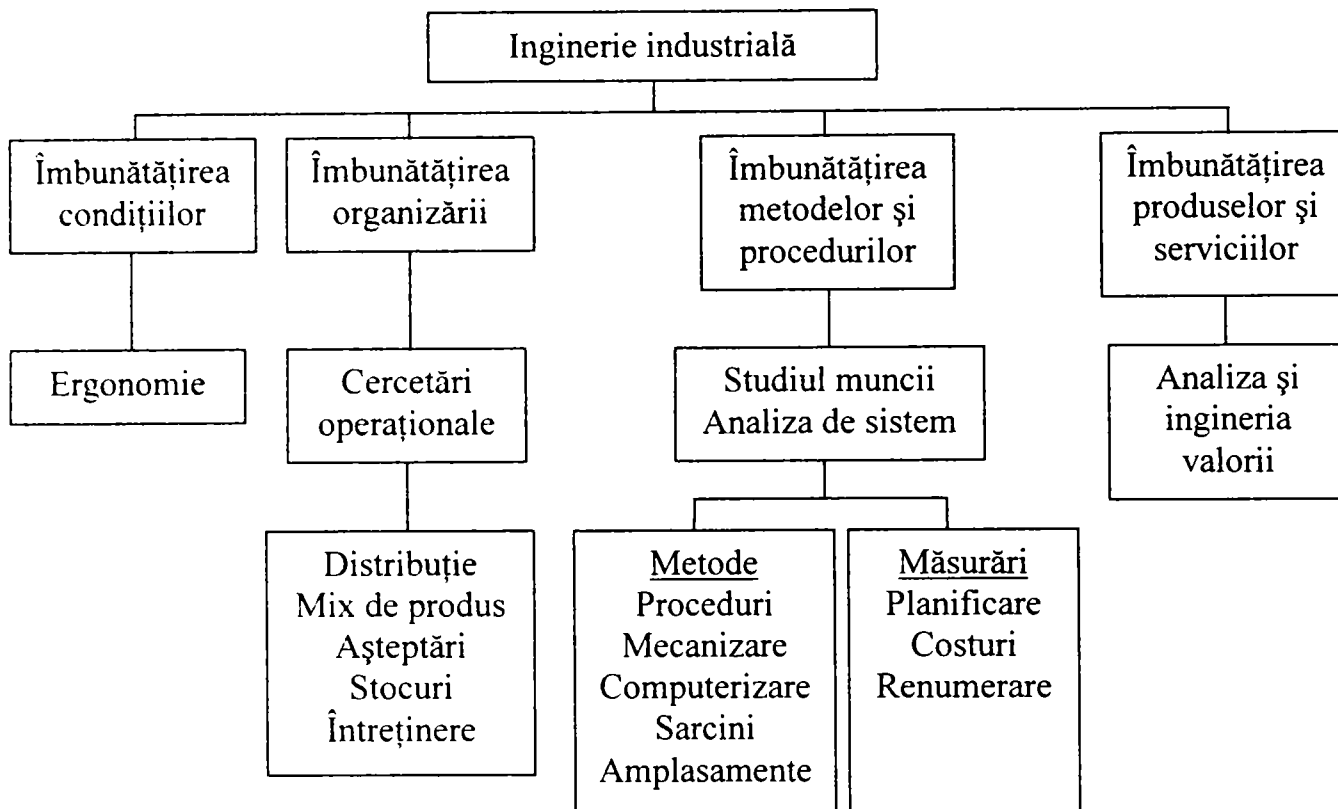 Inginerie industrială
Îmbunătăţirea
condiţiilor
Îmbunătăţirea
organizării
Îmbunătăţirea
metodelor şi
procedurilor
Îmbunătăţirea
produselor şi
serviciilor
Ergonomie
Cercetări
operaţionale
Studiul muncii
Analiza de sistem
Analiza şi
ingineria
valorii
Distribuţie
Mix de produs
Aşteptări
Stocuri
Întreţinere
Metode
Proceduri
Mecanizare
Computerizare
Sarcini
Amplasamente
Măsurări
Planificare
Costuri
Renumerare